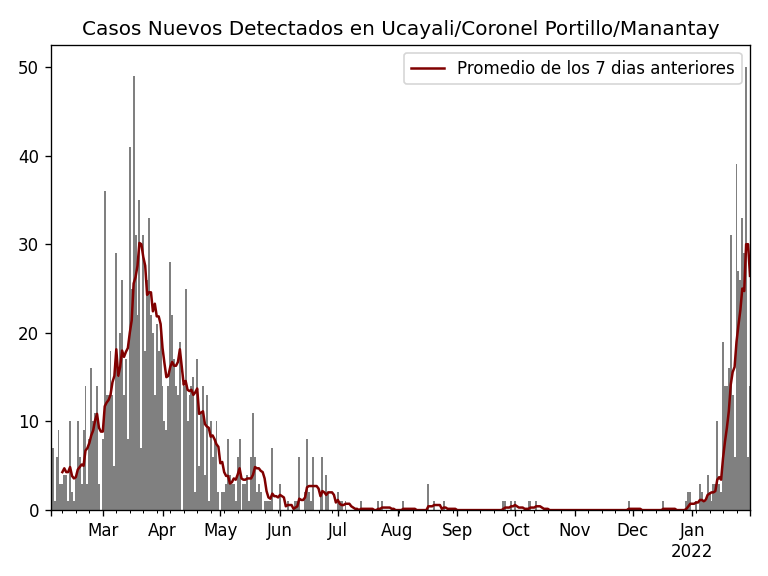 Casos Nuevos Detectados en Ucayali/Coronel Portillo/Manantay
Promedio de los 7 dias anteriores
50
40
30
20
10
0
Mar Apr May Jun Jul Aug Sep Oct Nov Dec Jan
2022